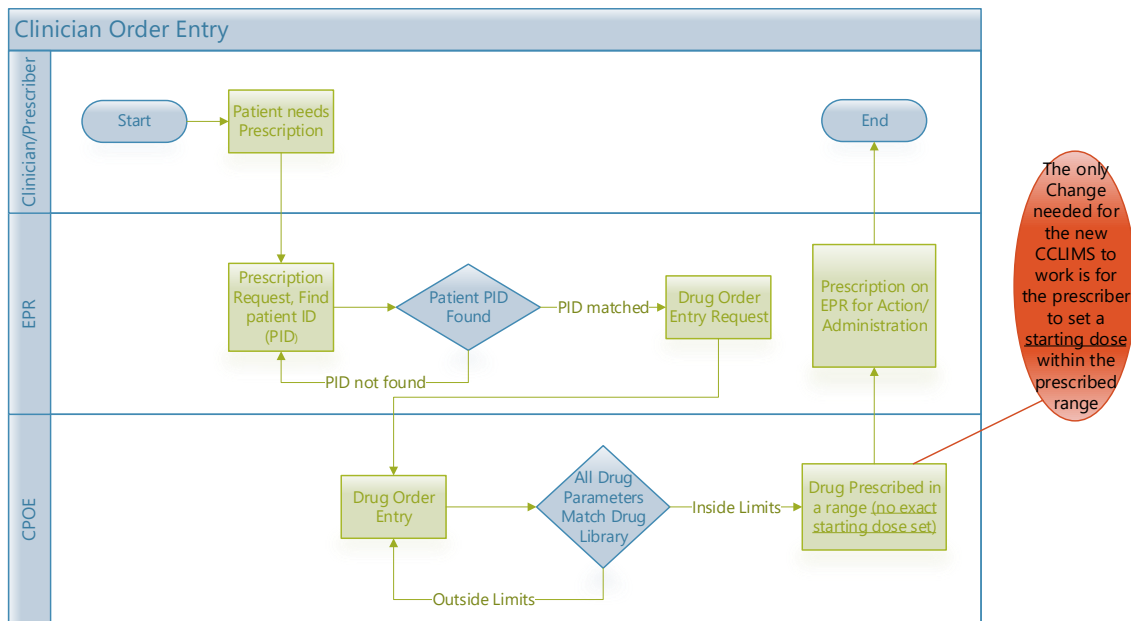 Clinician Order Entry
Clinician/Prescriber
Start
Patient needs
Prescription
End
EPR
Prescription
Request, Find
patient ID
(PID)
Patient PID
Found
PID matched
PID not found
Drug Order
Entry Request
Prescription on
EPR for Action/
Administration
CPOE
Drug Order
Entry
All Drug
Parameters
Match Drug
Library
Inside Limits
Outside Limits
Drug Prescribed in
a range (no exact
starting dose set)
The only
Change
needed for
the new
CCLIMS to
work is for
the prescriber
to set a
starting dose
within the
prescribed
range